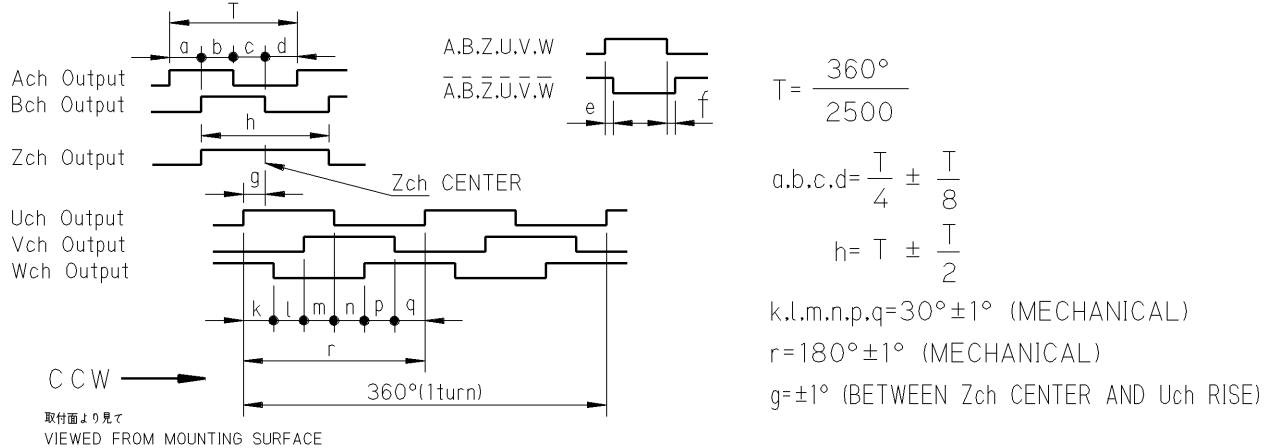 T
a b c d
Ach Output
Bch Output
h
Zch Output
g
Zch CENTER
Uch Output
Vch Output
Wch Output
k l m n p q
r
CCW
360°(1turn)
取付面より見て
VIEWED FROM MOUNTING SURFACE
A.B.Z.U.V.W
A̅.B̅.Z̅.U̅.V̅.W̅
e f
T= 360° / 2500
a.b.c.d= T/4 ± T/8
h= T ± T/2
k.l.m.n.p.q=30°±1° (MECHANICAL)
r=180°±1° (MECHANICAL)
g=±1° (BETWEEN Zch CENTER AND Uch RISE)